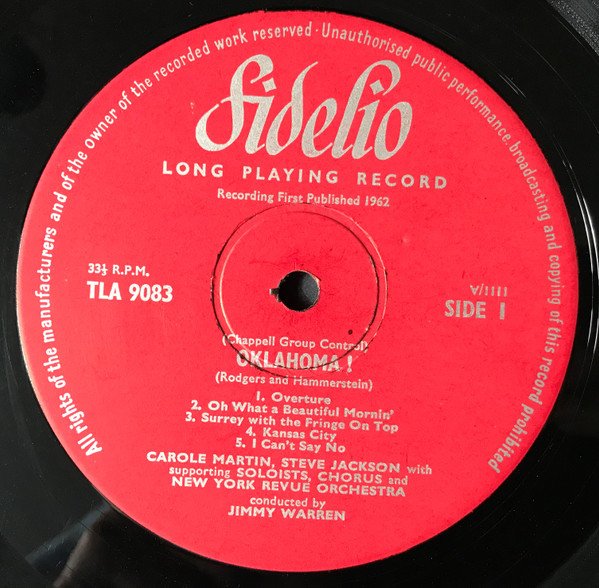 All rights of the manufacturers and of the owner of the recorded work reserved · Unauthorised public performance, broadcasting and copying of this record prohibited
Fidelio
LONG PLAYING RECORD
Recording First Published 1962
33⅓ R.P.M.
TLA 9083
∀/1111
SIDE 1
(Chappell Group Control)
OKLAHOMA !
(Rodgers and Hammerstein)
1. Overture
2. Oh What a Beautiful Mornin'
3. Surrey with the Fringe On Top
4. Kansas City
5. I Can't Say No
CAROLE MARTIN, STEVE JACKSON with
supporting SOLOISTS, CHORUS and
NEW YORK REVUE ORCHESTRA
conducted by
JIMMY WARREN